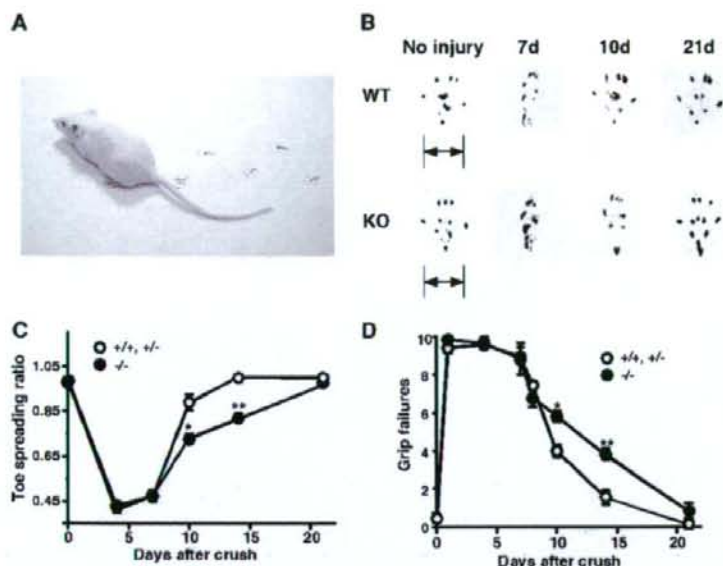 A
B
No injury 7d 10d 21d
WT
KO
C
+/+, +/-
-/-
Toe spreading ratio
1.05
0.85
0.65
0.45
* **
0 5 10 15 20
Days after crush
D
+/+, +/-
-/-
Grip failures
10
8
6
4
2
0
* **
0 5 10 15 20
Days after crush